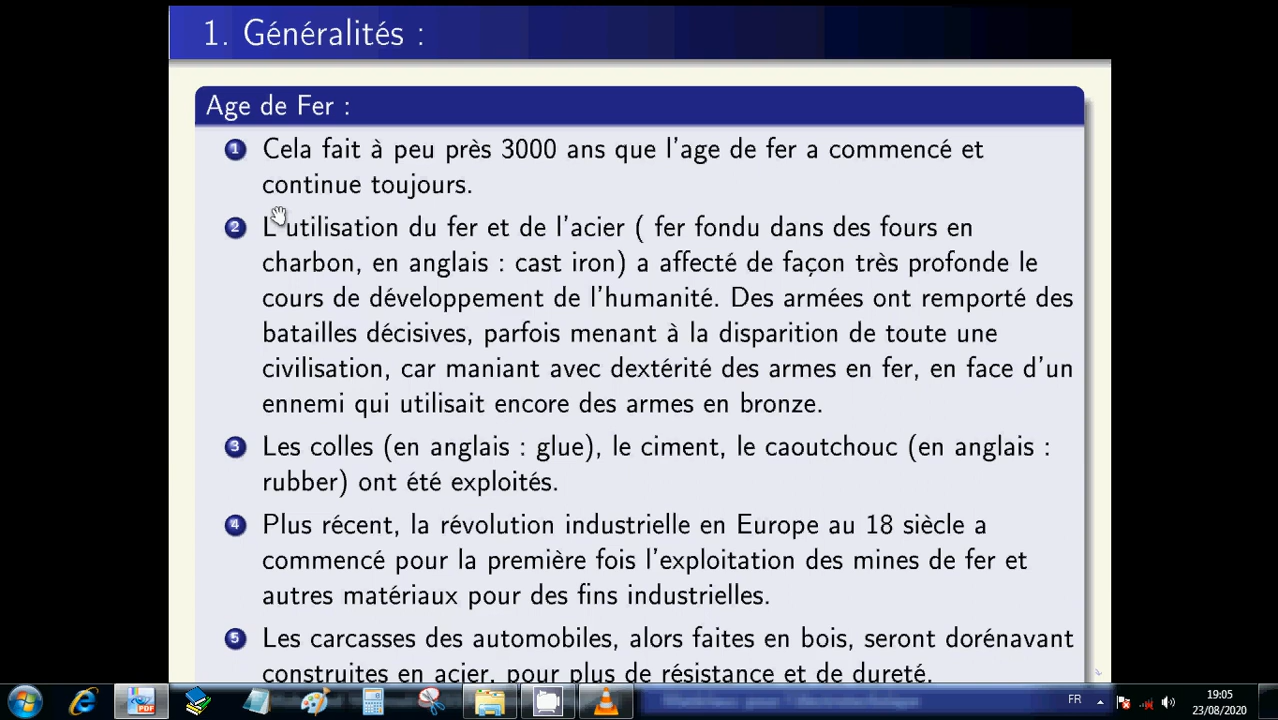 1. Généralités :
Age de Fer :
1 Cela fait à peu près 3000 ans que l'age de fer a commencé et
continue toujours.
2 L'utilisation du fer et de l'acier ( fer fondu dans des fours en
charbon, en anglais : cast iron) a affecté de façon très profonde le
cours de développement de l'humanité. Des armées ont remporté des
batailles décisives, parfois menant à la disparition de toute une
civilisation, car maniant avec dextérité des armes en fer, en face d'un
ennemi qui utilisait encore des armes en bronze.
3 Les colles (en anglais : glue), le ciment, le caoutchouc (en anglais :
rubber) ont été exploités.
4 Plus récent, la révolution industrielle en Europe au 18 siècle a
commencé pour la première fois l'exploitation des mines de fer et
autres matériaux pour des fins industrielles.
5 Les carcasses des automobiles, alors faites en bois, seront dorénavant
construites en acier, pour plus de résistance et de dureté.
PDF
FR
19:05
23/08/2020